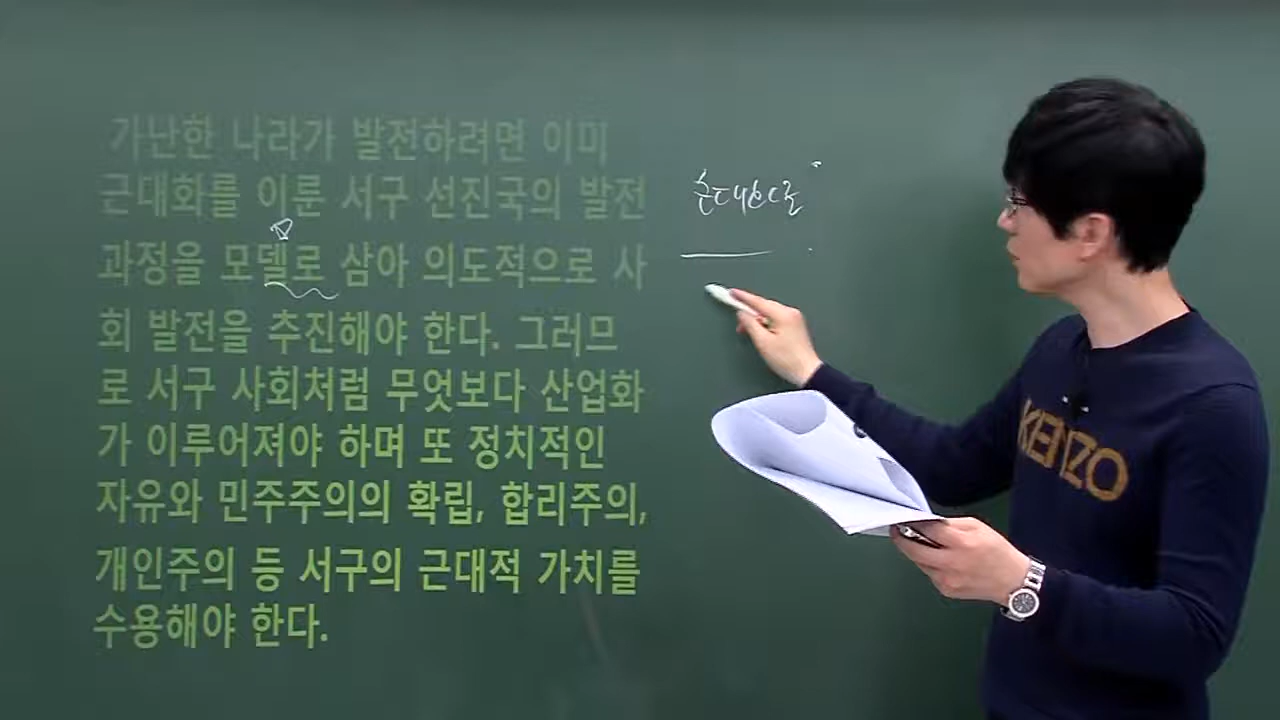 가난한 나라가 발전하려면 이미
근대화를 이룬 서구 선진국의 발전
과정을 모델로 삼아 의도적으로 사
회 발전을 추진해야 한다. 그러므
로 서구 사회처럼 무엇보다 산업화
가 이루어져야 하며 또 정치적인
자유와 민주주의의 확립, 합리주의,
개인주의 등 서구의 근대적 가치를
수용해야 한다.
KENZO